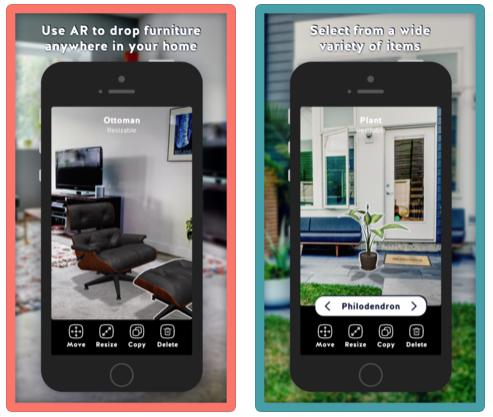 Use AR to drop furniture
anywhere in your home
Ottoman
Resizable
Move Resize Copy Delete
Select from a wide
variety of items
Plant
Philodendron
Move Resize Copy Delete